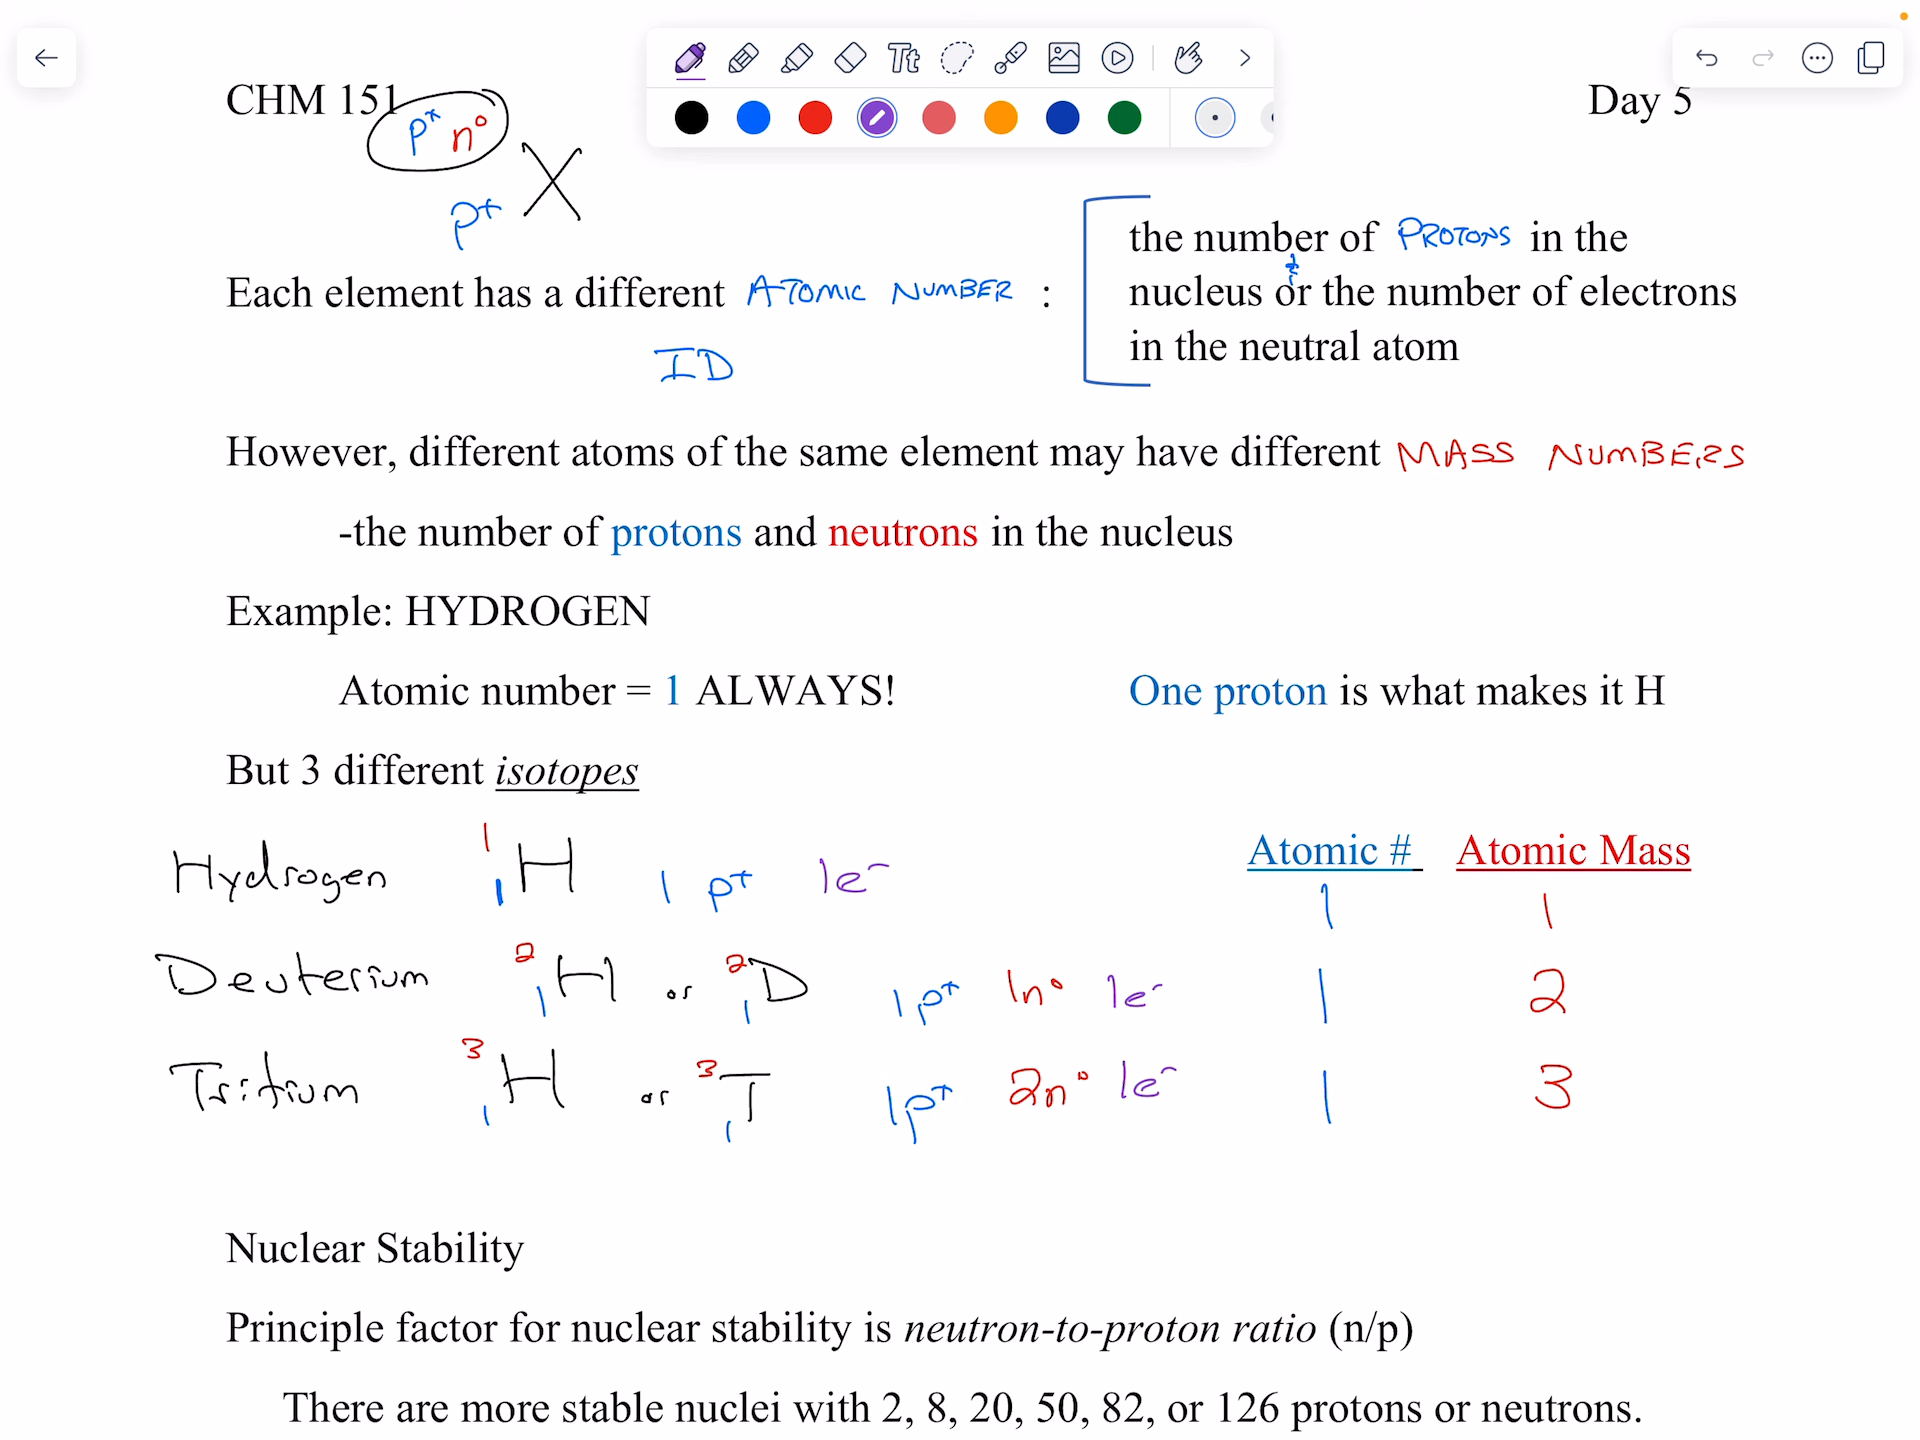 Tt
CHM 151
Day 5
p⁺ n⁰
p⁺ X
the number of PROTONS in the
Each element has a different ATOMIC NUMBER :
nucleus or the number of electrons
in the neutral atom
ID
However, different atoms of the same element may have different MASS NUMBERS
-the number of protons and neutrons in the nucleus
Example: HYDROGEN
Atomic number = 1 ALWAYS! One proton is what makes it H
But 3 different isotopes
Atomic # Atomic Mass
Hydrogen ¹₁H 1 p⁺ 1e⁻ 1 1
Deuterium ²₁H or ²₁D 1p⁺ 1n⁰ 1e⁻ 1 2
Tritium ³₁H or ³₁T 1p⁺ 2n⁰ 1e⁻ 1 3
Nuclear Stability
Principle factor for nuclear stability is neutron-to-proton ratio (n/p)
There are more stable nuclei with 2, 8, 20, 50, 82, or 126 protons or neutrons.